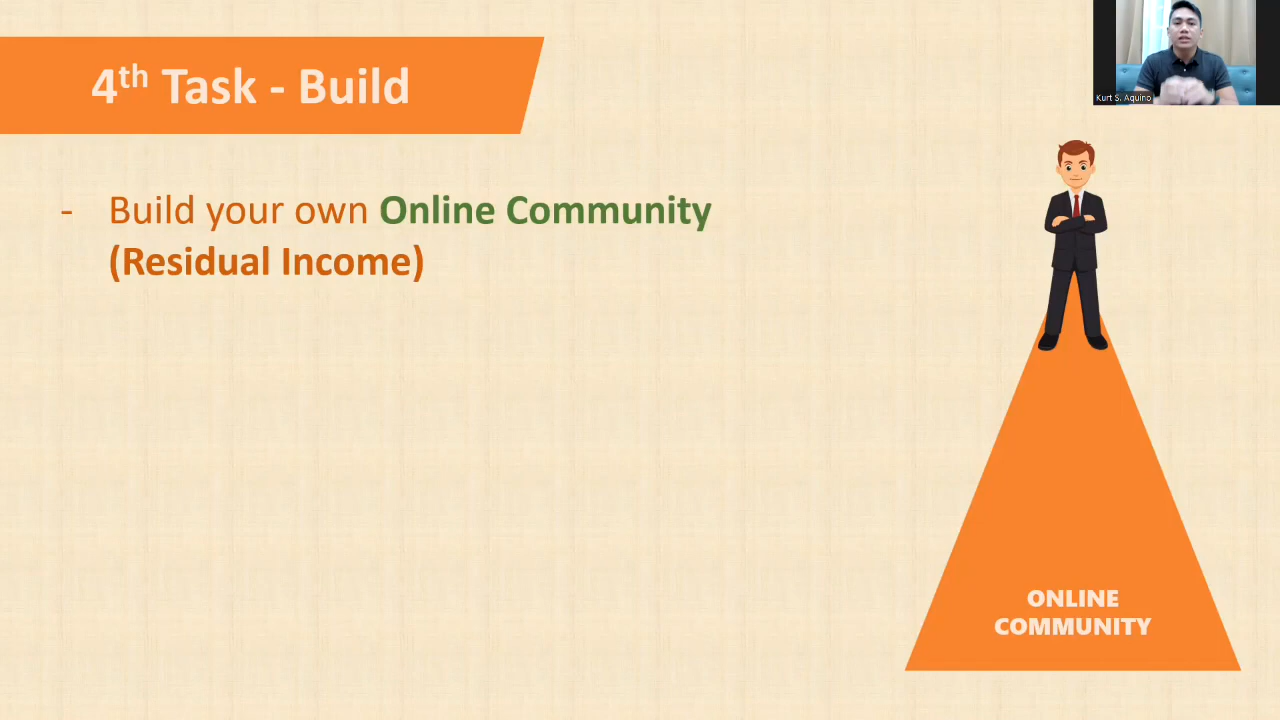 4th Task - Build
Kurt S. Aquino
- Build your own Online Community
(Residual Income)
ONLINE
COMMUNITY